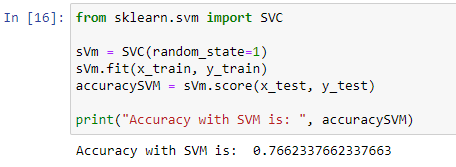 In [16]: from sklearn.svm import SVC
sVm = SVC(random_state=1)
sVm.fit(x_train, y_train)
accuracySVM = sVm.score(x_test, y_test)
print("Accuracy with SVM is: ", accuracySVM)
Accuracy with SVM is:  0.7662337662337663